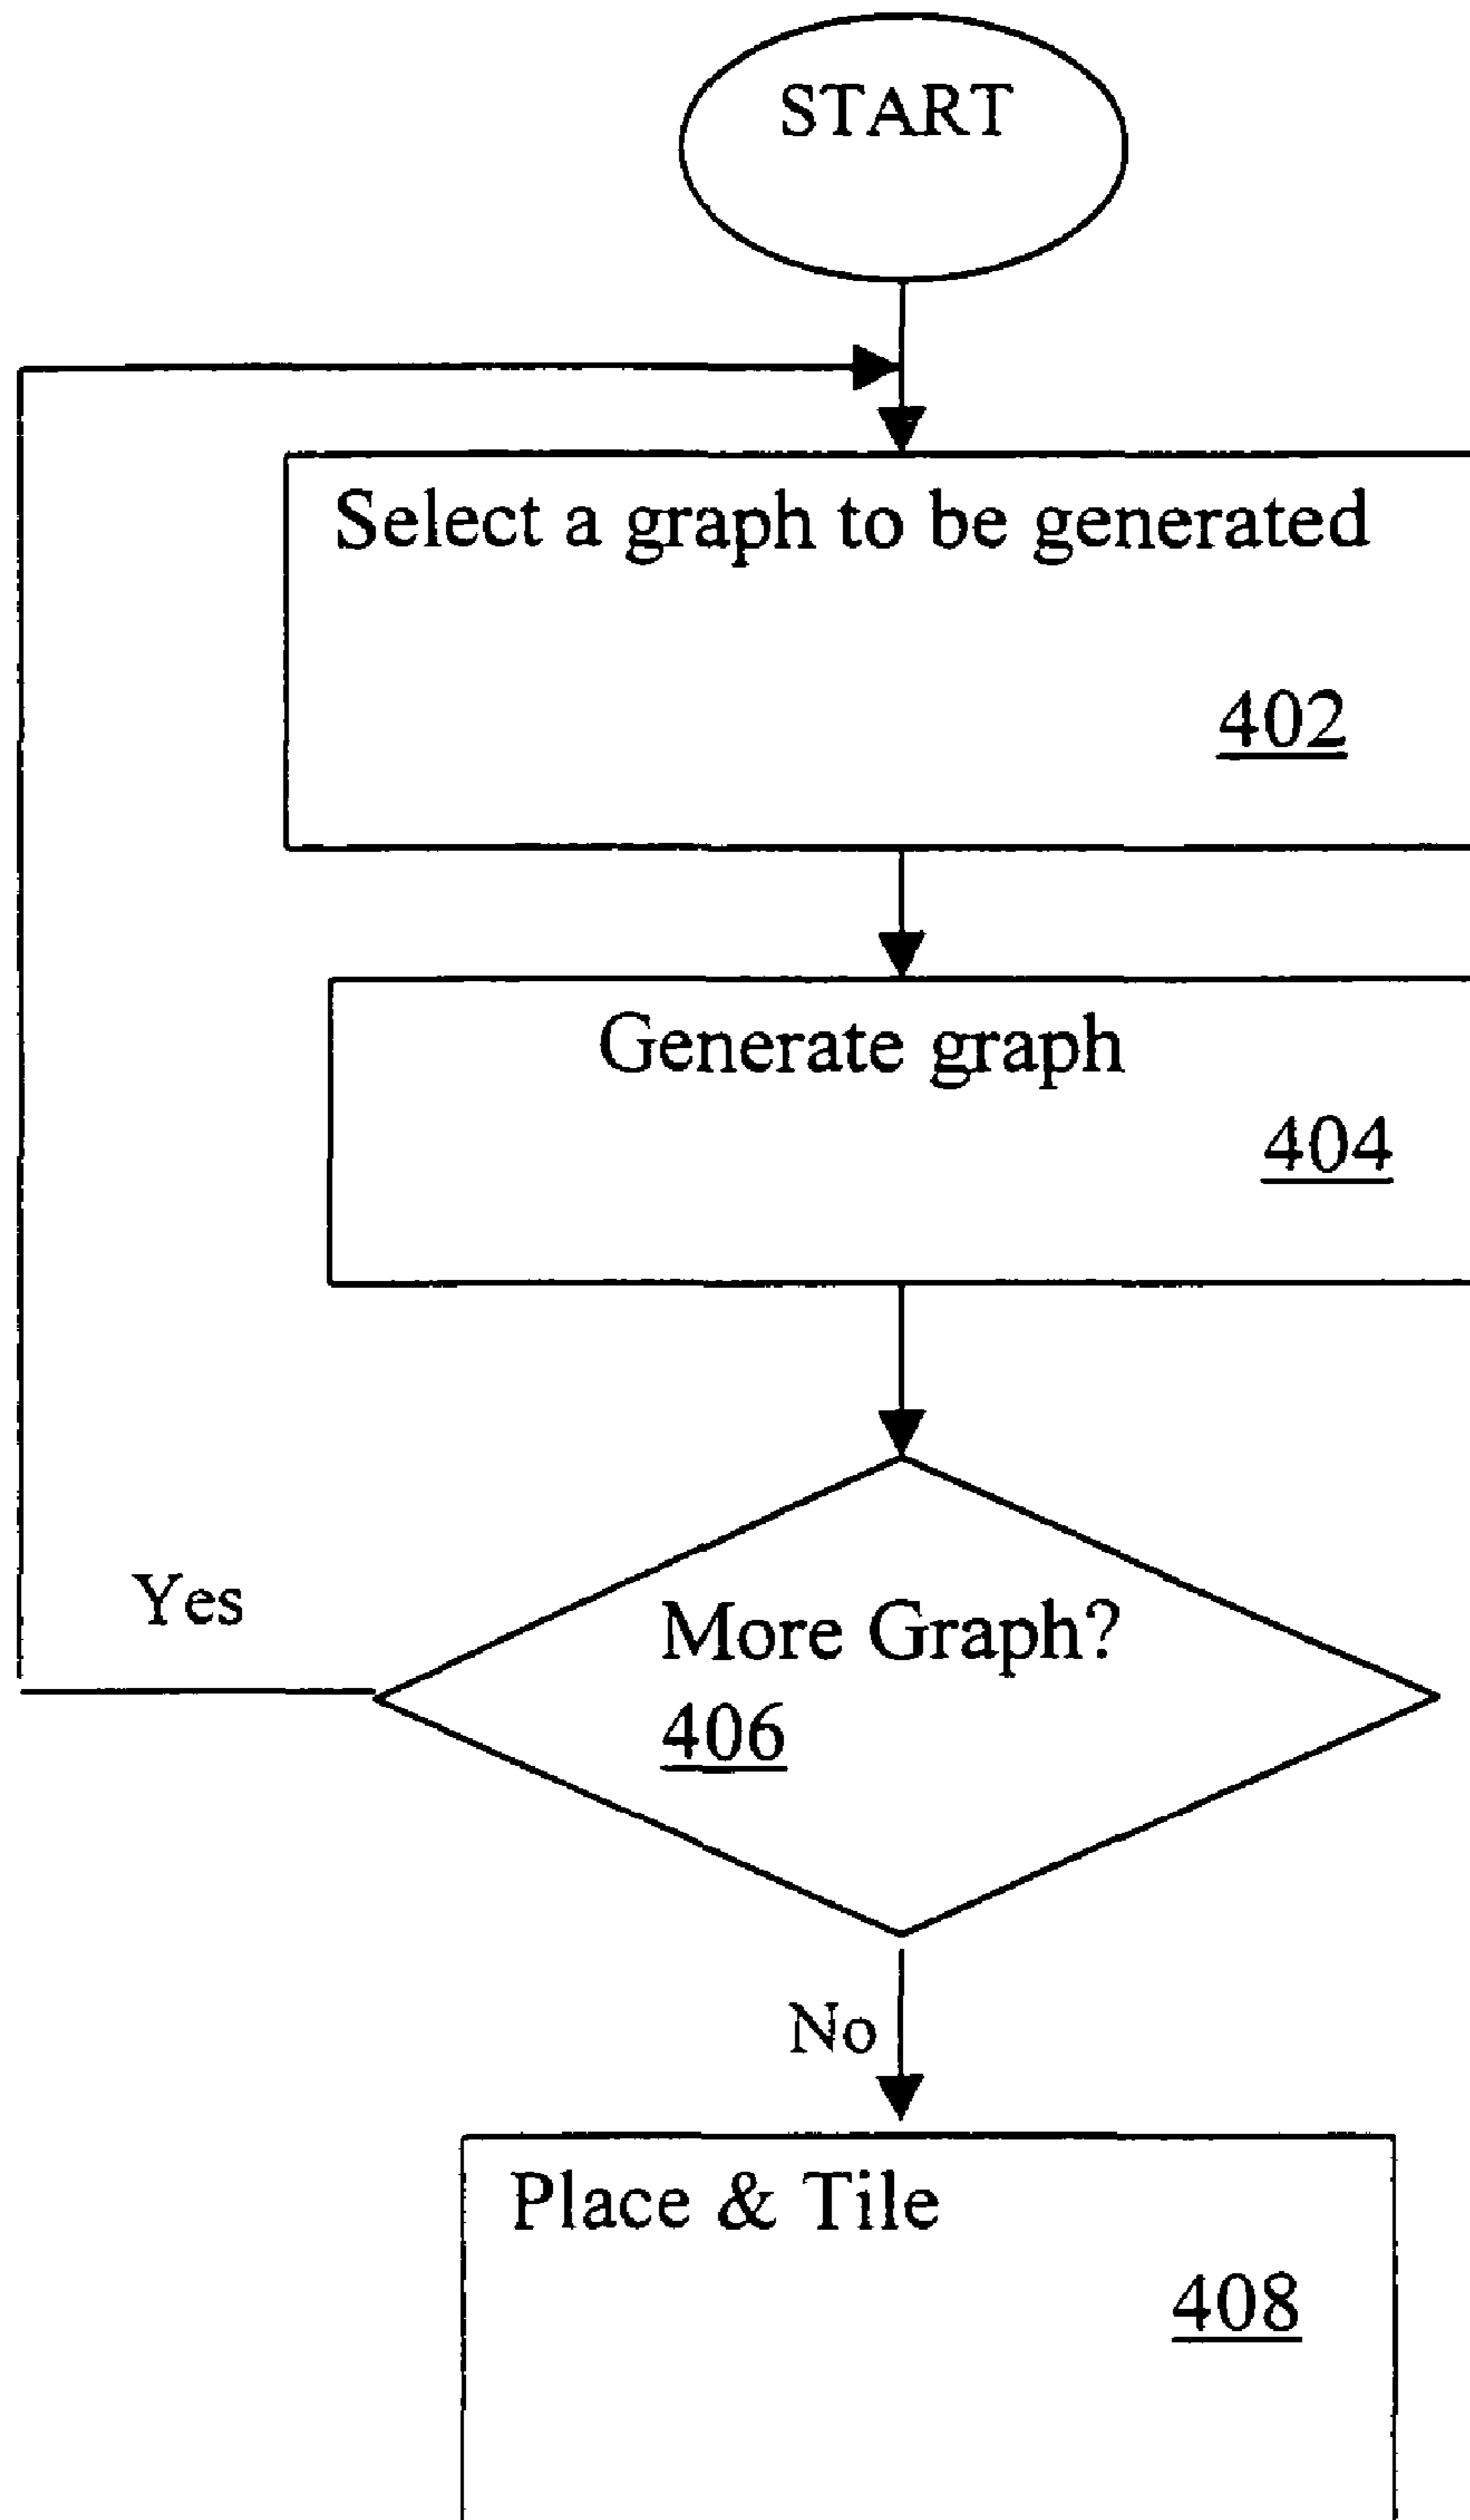 START
Select a graph to be generated
402
Generate graph
404
Yes
More Graph?
406
No
Place & Tile
408